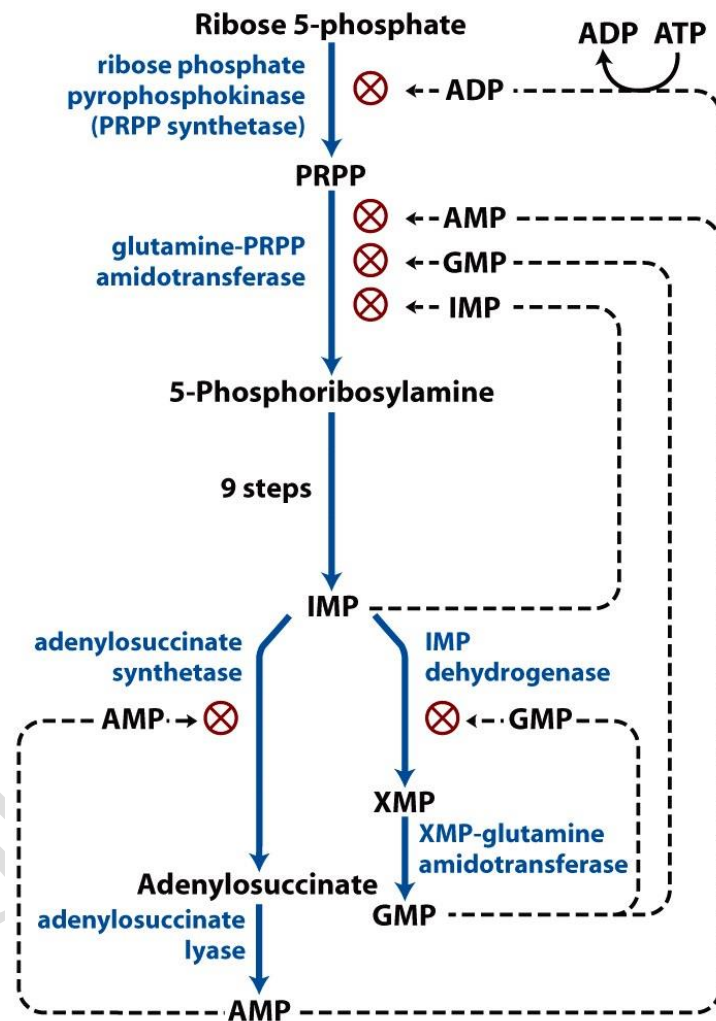 Ribose 5-phosphate
ADP ATP
ribose phosphate
pyrophosphokinase
(PRPP synthetase)
ADP
PRPP
AMP
glutamine-PRPP
amidotransferase
GMP
IMP
5-Phosphoribosylamine
9 steps
IMP
adenylosuccinate
synthetase
IMP
dehydrogenase
AMP
GMP
XMP
XMP-glutamine
amidotransferase
Adenylosuccinate
GMP
adenylosuccinate
lyase
AMP